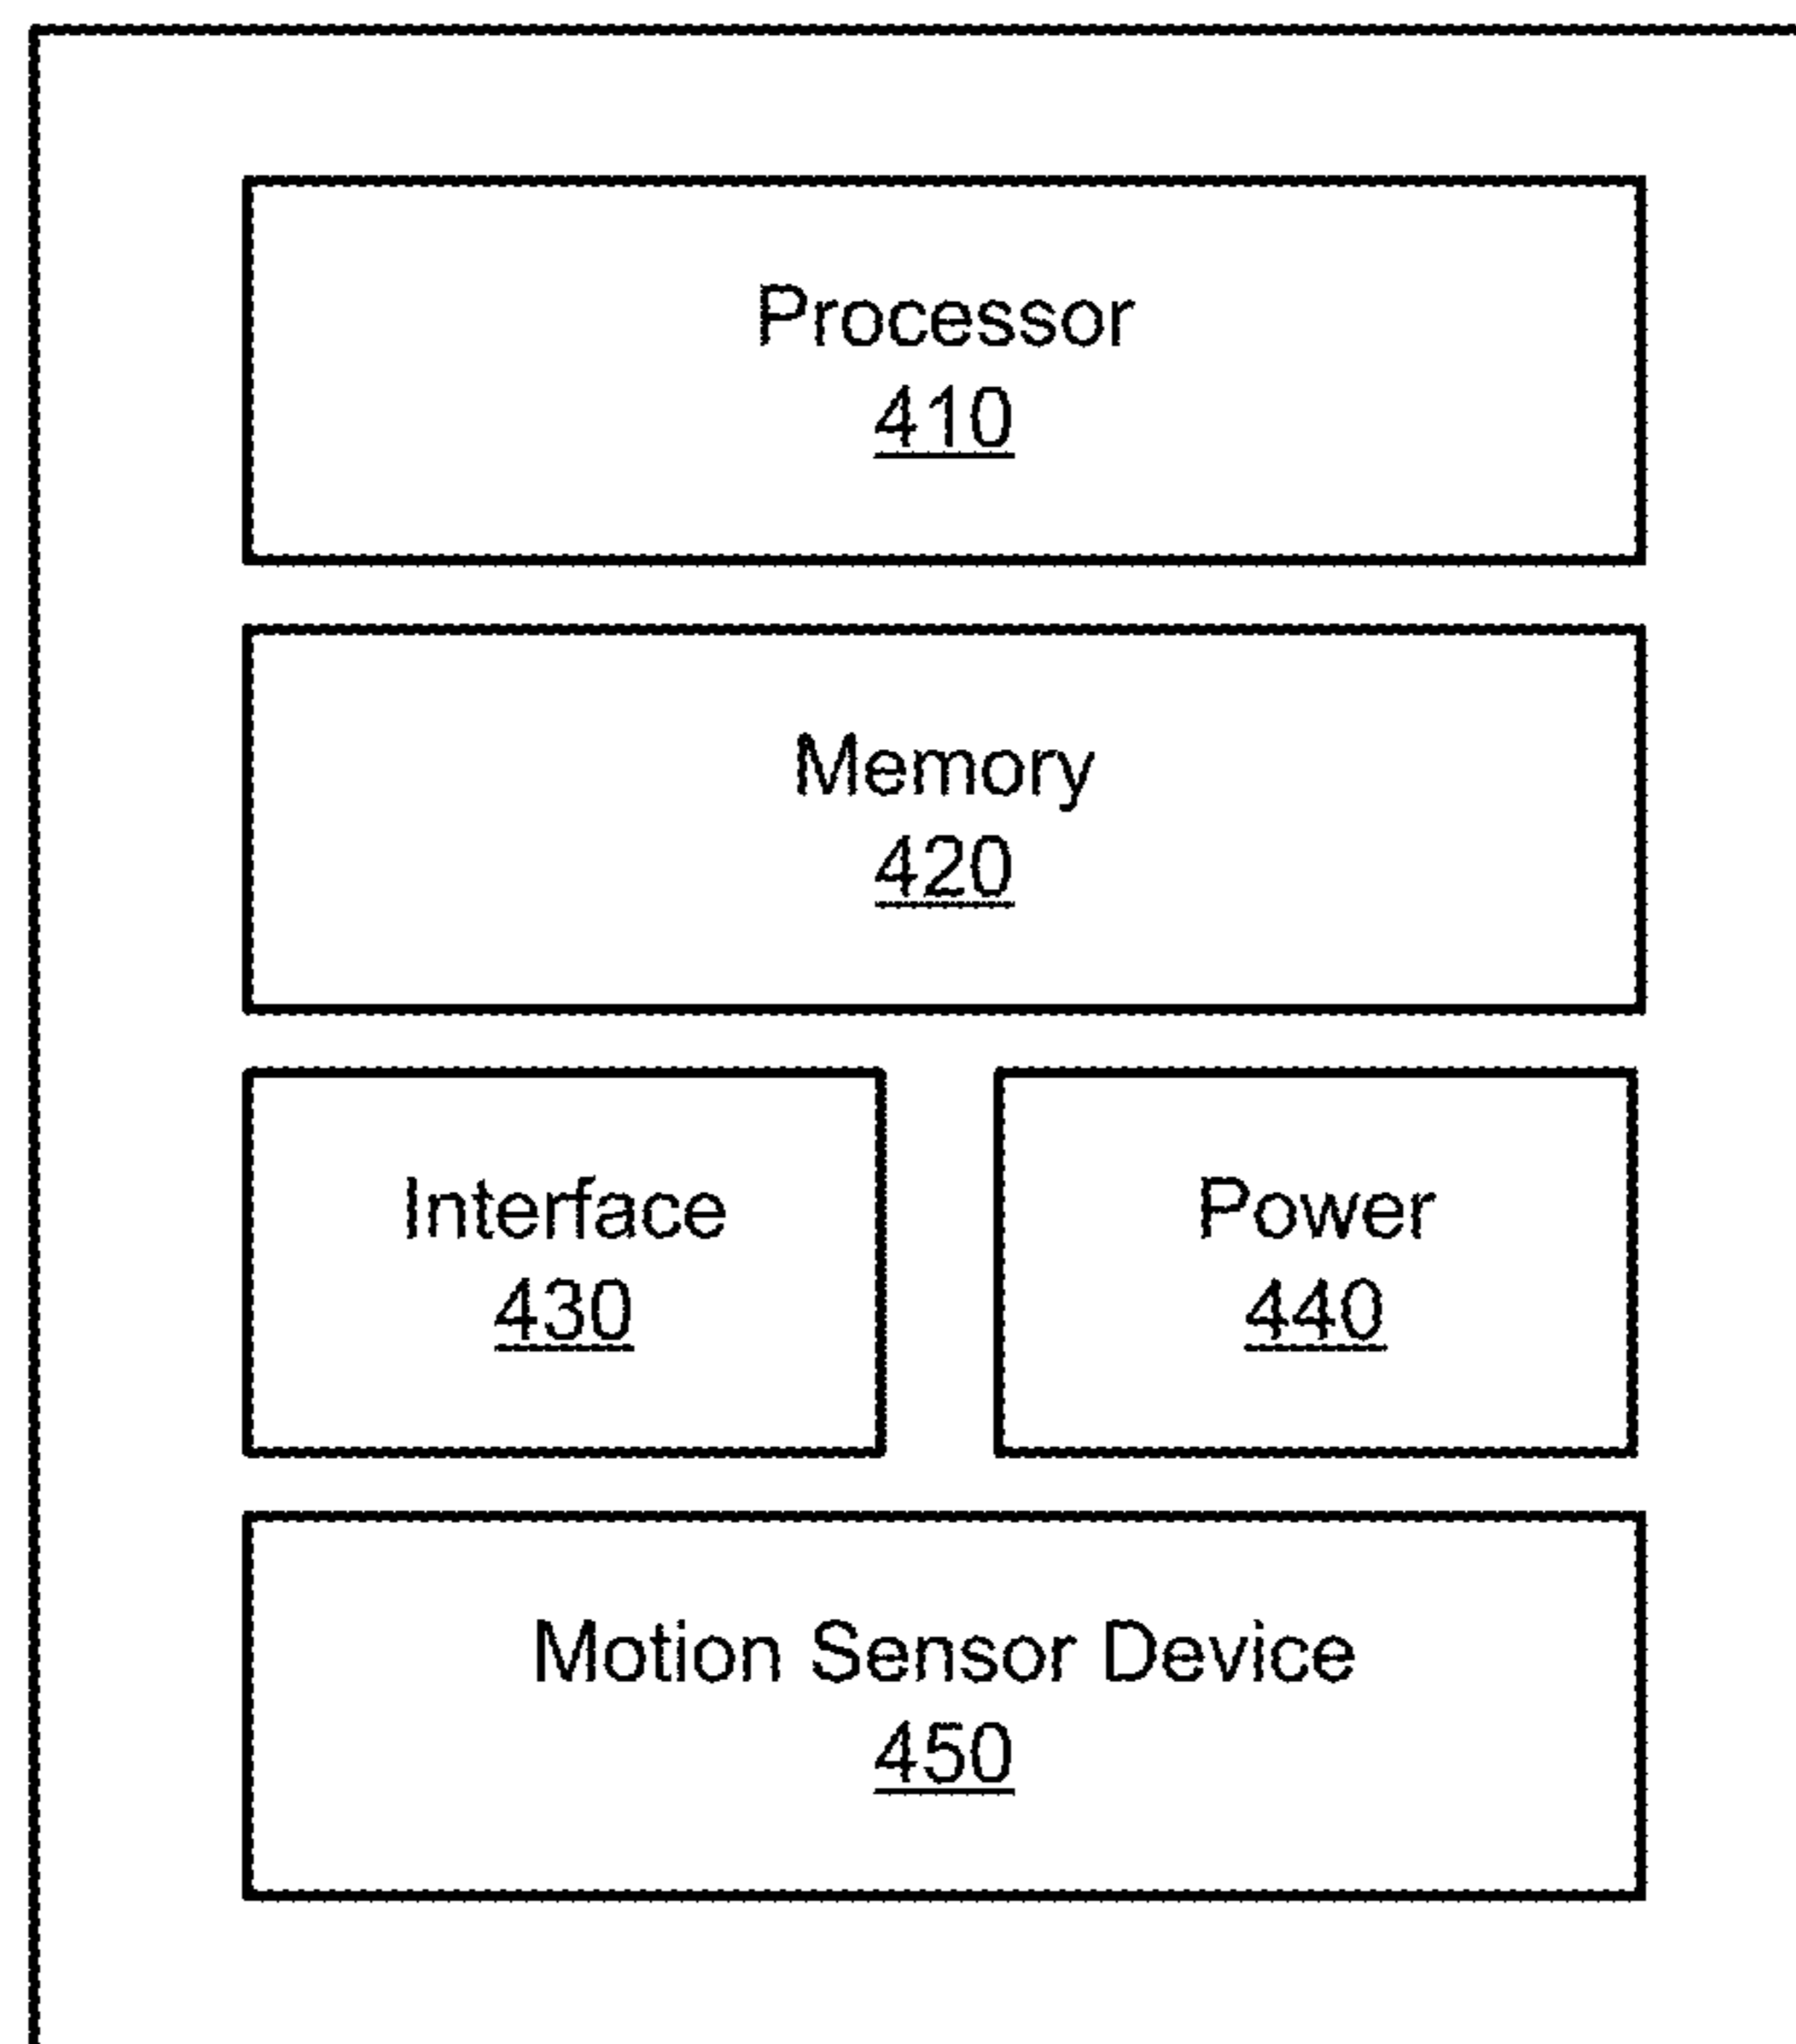 Processor
410
Memory
420
Interface
430
Power
440
Motion Sensor Device
450